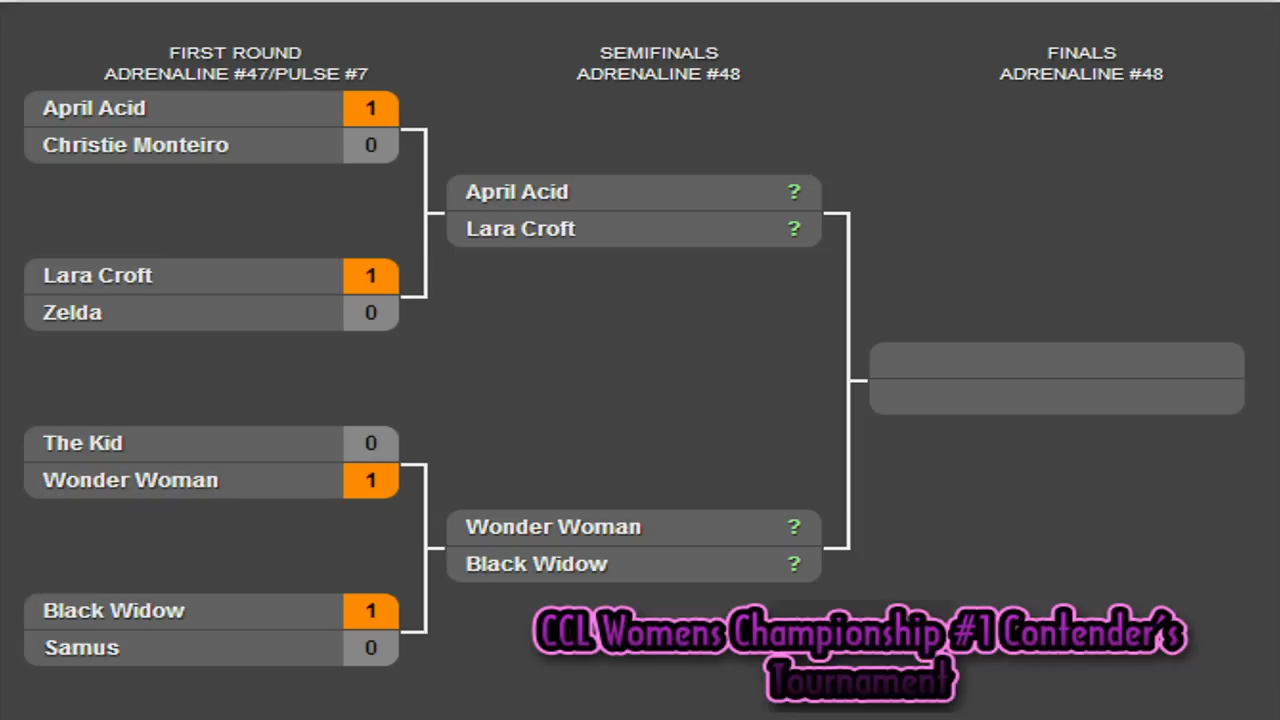 FIRST ROUND
ADRENALINE #47/PULSE #7
SEMIFINALS
ADRENALINE #48
FINALS
ADRENALINE #48
April Acid 1
Christie Monteiro 0
Lara Croft 1
Zelda 0
The Kid 0
Wonder Woman 1
Black Widow 1
Samus 0
April Acid ?
Lara Croft ?
Wonder Woman ?
Black Widow ?
CCL Womens Championship #1 Contender's
Tournament